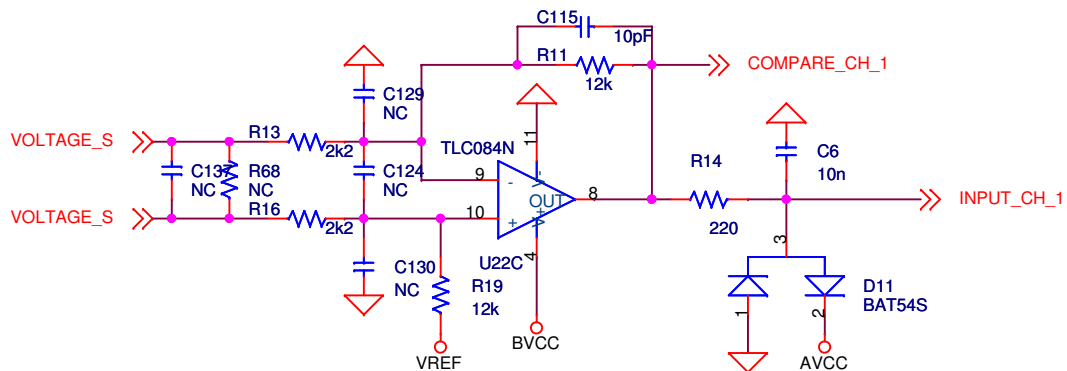 C115
10pF
R11
12k
COMPARE_CH_1
C129
NC
11
VOLTAGE_S
R13
2k2
TLC084N
C6
10n
C137
NC
R68
NC
C124
NC
9
-
V-
OUT
8
R14
220
INPUT_CH_1
VOLTAGE_S
R16
2k2
10
+
V+
U22C
4
3
C130
NC
R19
12k
D11
BAT54S
1
2
VREF
BVCC
AVCC